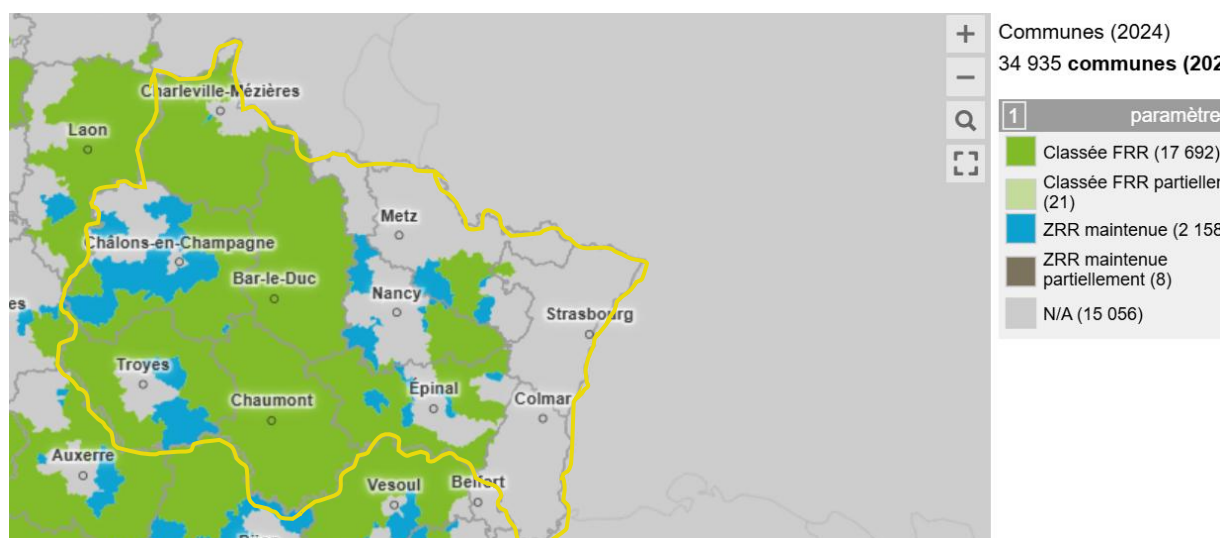 Communes (2024)
34 935 communes (202
1 paramètre
Classée FRR (17 692)
Classée FRR partieller
(21)
ZRR maintenue (2 158
ZRR maintenue
partiellement (8)
N/A (15 056)
+
−
Charleville-Mézières
Laon
Metz
Châlons-en-Champagne
Bar-le-Duc
Nancy
es
Strasbourg
Troyes
Épinal
Chaumont
Colmar
Auxerre
Vesoul
Belfort